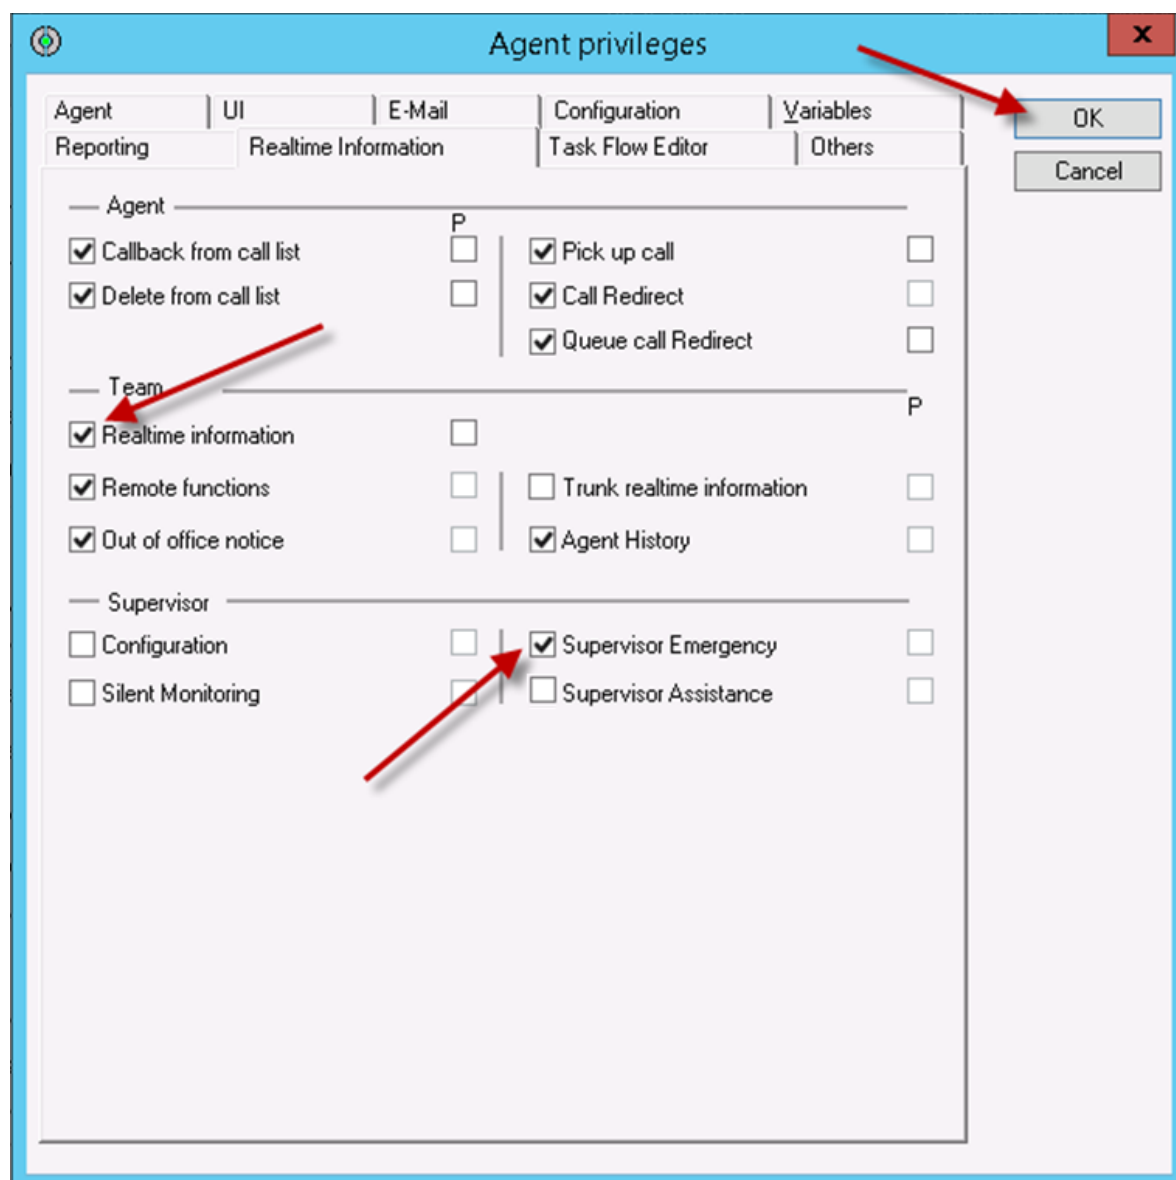 Agent privileges
x
Agent UI E-Mail Configuration Variables
Reporting Realtime Information Task Flow Editor Others
OK
Cancel
Agent
P
Callback from call list Pick up call
Delete from call list Call Redirect
Queue call Redirect
Team
P
Realtime information
Remote functions Trunk realtime information
Out of office notice Agent History
Supervisor
Configuration Supervisor Emergency
Silent Monitoring Supervisor Assistance